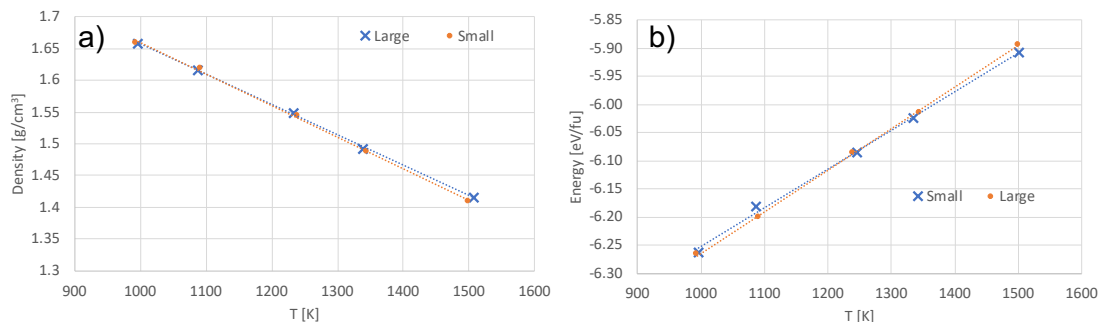 a)
Large
Small
Density [g/cm³]
1.7
1.65
1.6
1.55
1.5
1.45
1.4
1.35
1.3
900 1000 1100 1200 1300 1400 1500 1600
T [K]
b)
Small
Large
Energy [eV/fu]
-5.85
-5.90
-5.95
-6.00
-6.05
-6.10
-6.15
-6.20
-6.25
-6.30
900 1000 1100 1200 1300 1400 1500 1600
T [K]